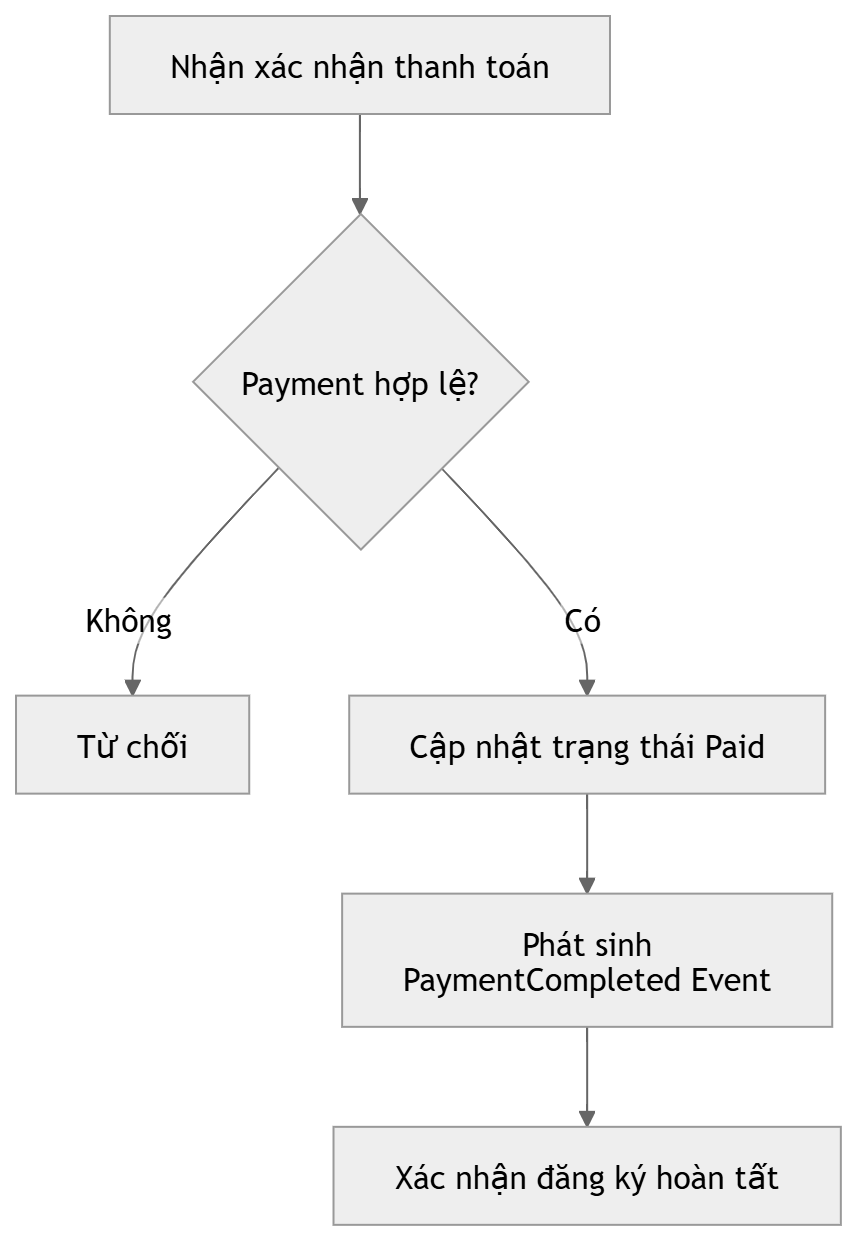 Nhận xác nhận thanh toán
Payment hợp lệ?
Không
Có
Từ chối
Cập nhật trạng thái Paid
Phát sinh
PaymentCompleted Event
Xác nhận đăng ký hoàn tất